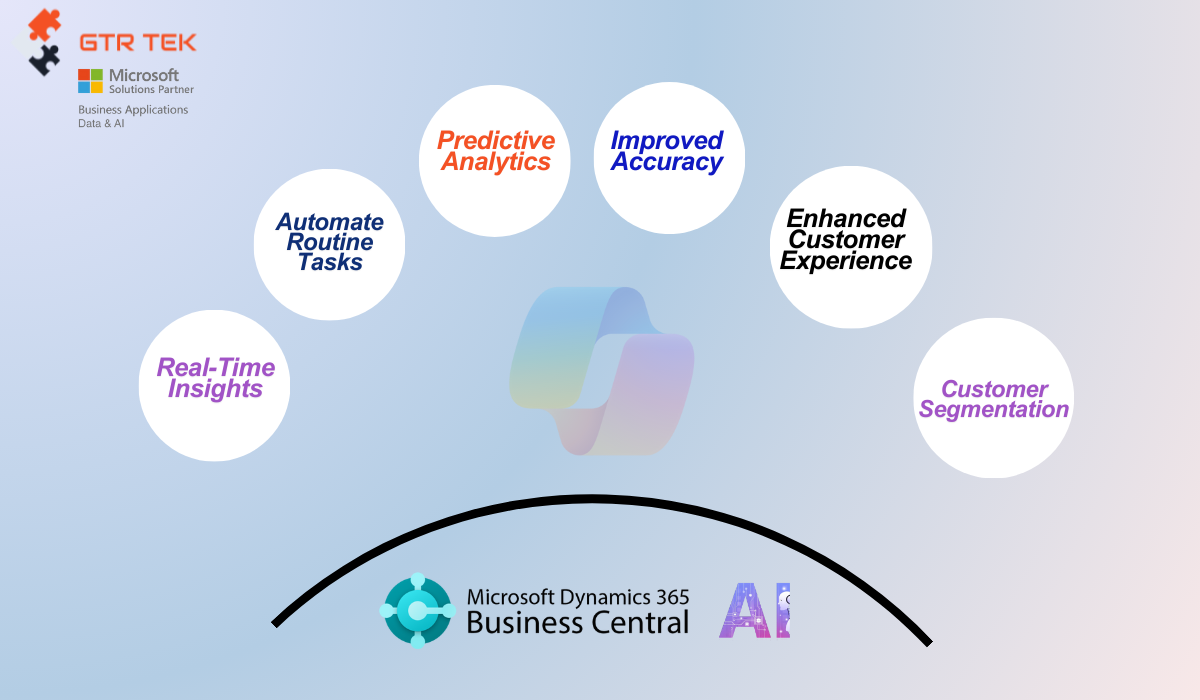 GTR TEK
Microsoft
Solutions Partner
Business Applications
Data & AI
Predictive
Analytics
Improved
Accuracy
Automate
Routine
Tasks
Enhanced
Customer
Experience
Real-Time
Insights
Customer
Segmentation
Microsoft Dynamics 365
Business Central
AI